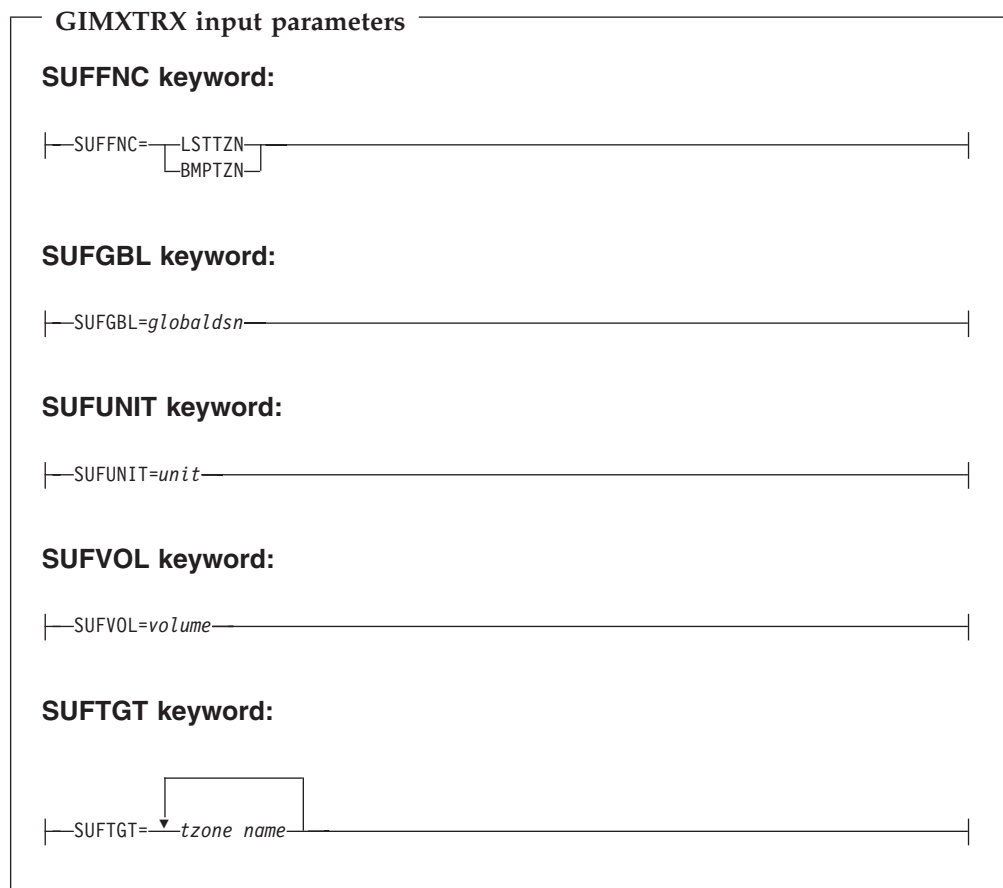 GIMXTRX input parameters
SUFFNC keyword:
SUFFNC=LSTTZN
BMPTZN
SUFGBL keyword:
SUFGBL=globaldsn
SUFUNIT keyword:
SUFUNIT=unit
SUFVOL keyword:
SUFVOL=volume
SUFTGT keyword:
SUFTGT=tzone name